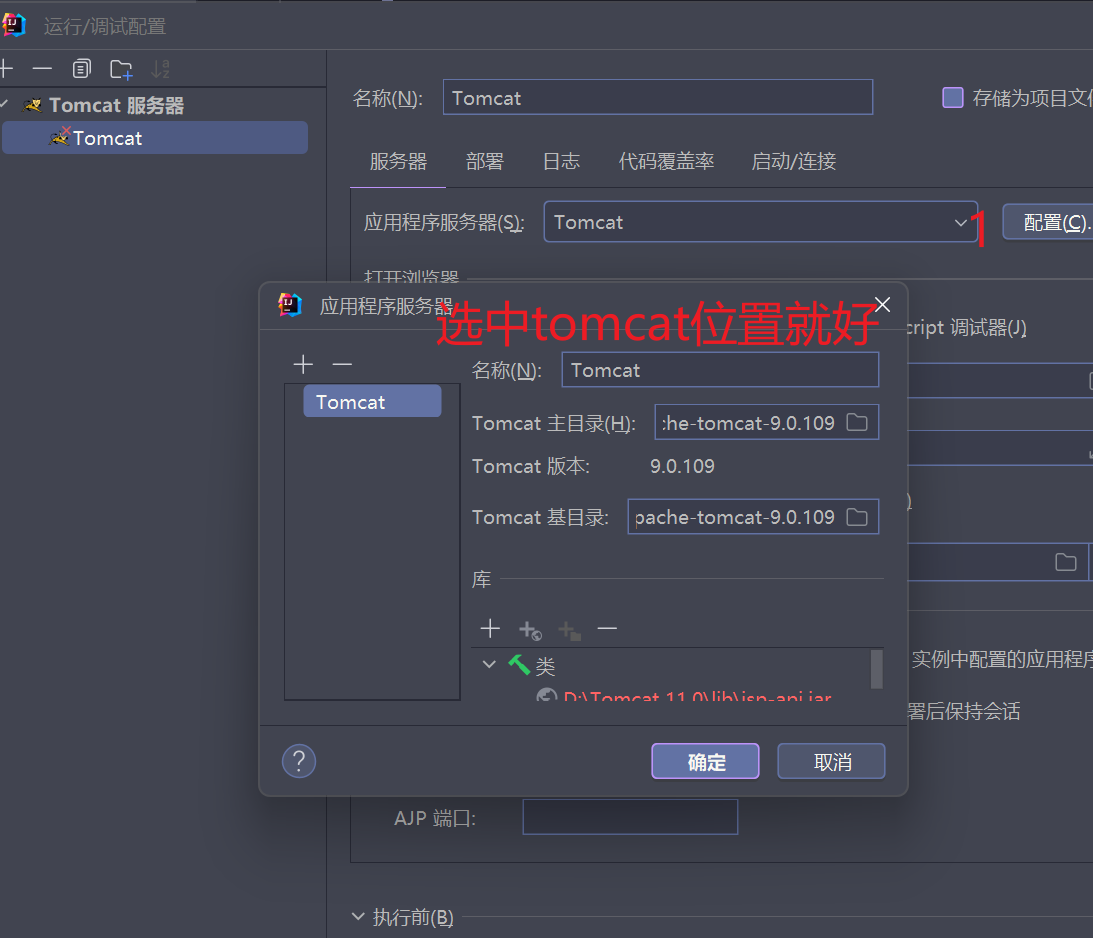 运行/调试配置
Tomcat 服务器
Tomcat
名称(N): Tomcat
存储为项目文件
服务器 部署 日志 代码覆盖率 启动/连接
应用程序服务器(S): Tomcat
1
配置(C).
打开浏览器
应用程序服务器
选中tomcat位置就好
cript 调试器(J)
名称(N): Tomcat
Tomcat
Tomcat 主目录(H): :he-tomcat-9.0.109
Tomcat 版本: 9.0.109
Tomcat 基目录: pache-tomcat-9.0.109
库
类
D:\Tomcat 11.0\lib\jsp-api.jar
实例中配置的应用程序
署后保持会话
? 确定 取消
AJP 端口:
执行前(B)